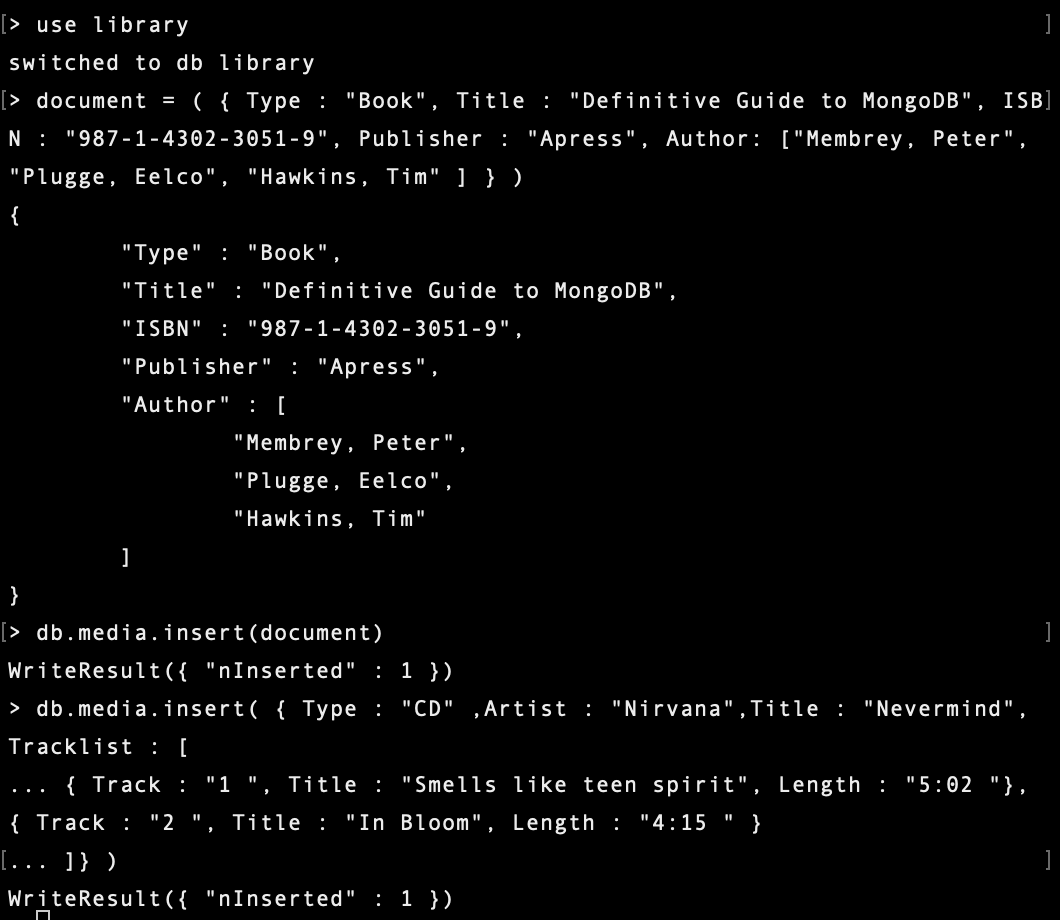 [> use library ]
switched to db library
[> document = ( { Type : "Book", Title : "Definitive Guide to MongoDB", ISB]
N : "987-1-4302-3051-9", Publisher : "Apress", Author: ["Membrey, Peter",
"Plugge, Eelco", "Hawkins, Tim" ] } )
{
        "Type" : "Book",
        "Title" : "Definitive Guide to MongoDB",
        "ISBN" : "987-1-4302-3051-9",
        "Publisher" : "Apress",
        "Author" : [
                "Membrey, Peter",
                "Plugge, Eelco",
                "Hawkins, Tim"
        ]
}
[> db.media.insert(document) ]
WriteResult({ "nInserted" : 1 })
> db.media.insert( { Type : "CD" ,Artist : "Nirvana",Title : "Nevermind",
Tracklist : [
... { Track : "1 ", Title : "Smells like teen spirit", Length : "5:02 "},
{ Track : "2 ", Title : "In Bloom", Length : "4:15 " }
[... ]} ) ]
WriteResult({ "nInserted" : 1 })